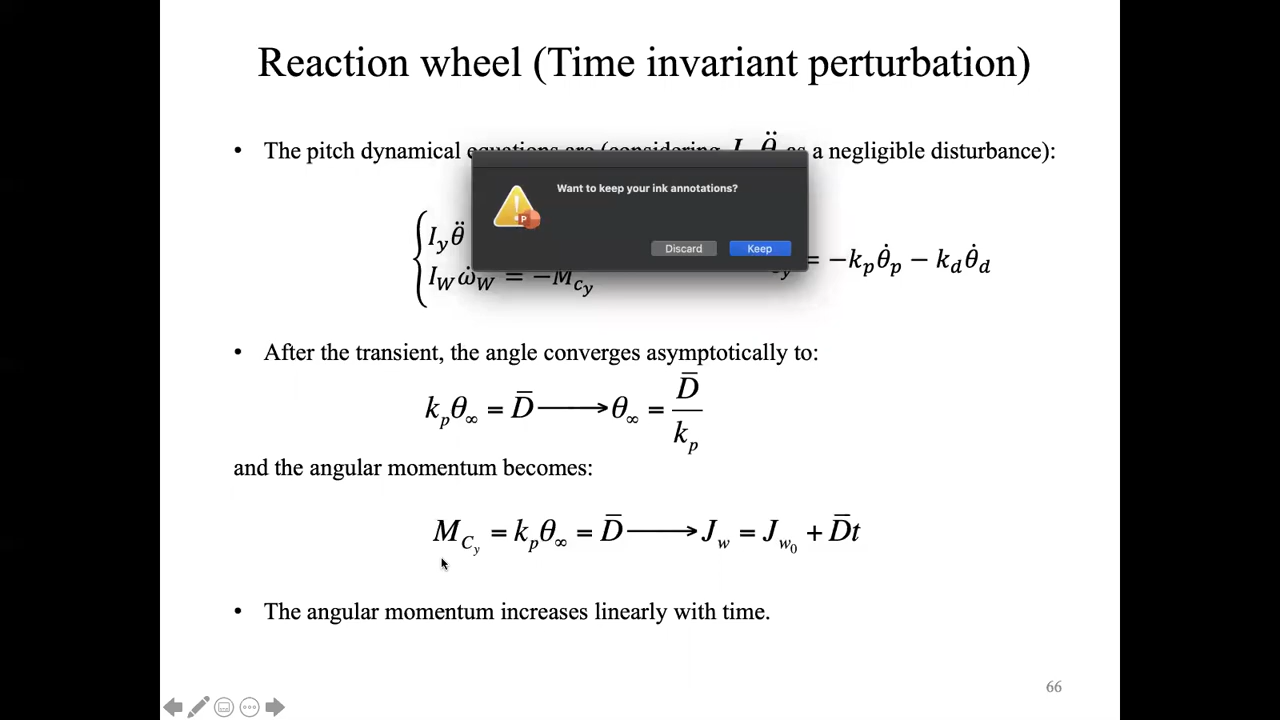 Reaction wheel (Time invariant perturbation)
• The pitch dynamical equations are (considering θ̈ as a negligible disturbance):
Want to keep your ink annotations?
Discard Keep
I_y θ̈
= −k_p θ̇_p − k_d θ̇_d
I_W ω̇_W = −M_{c_y}
• After the transient, the angle converges asymptotically to:
k_p θ_∞ = D̄ ⟶ θ_∞ = D̄ / k_p
and the angular momentum becomes:
M_{C_y} = k_p θ_∞ = D̄ ⟶ J_w = J_{w_0} + D̄t
• The angular momentum increases linearly with time.
66